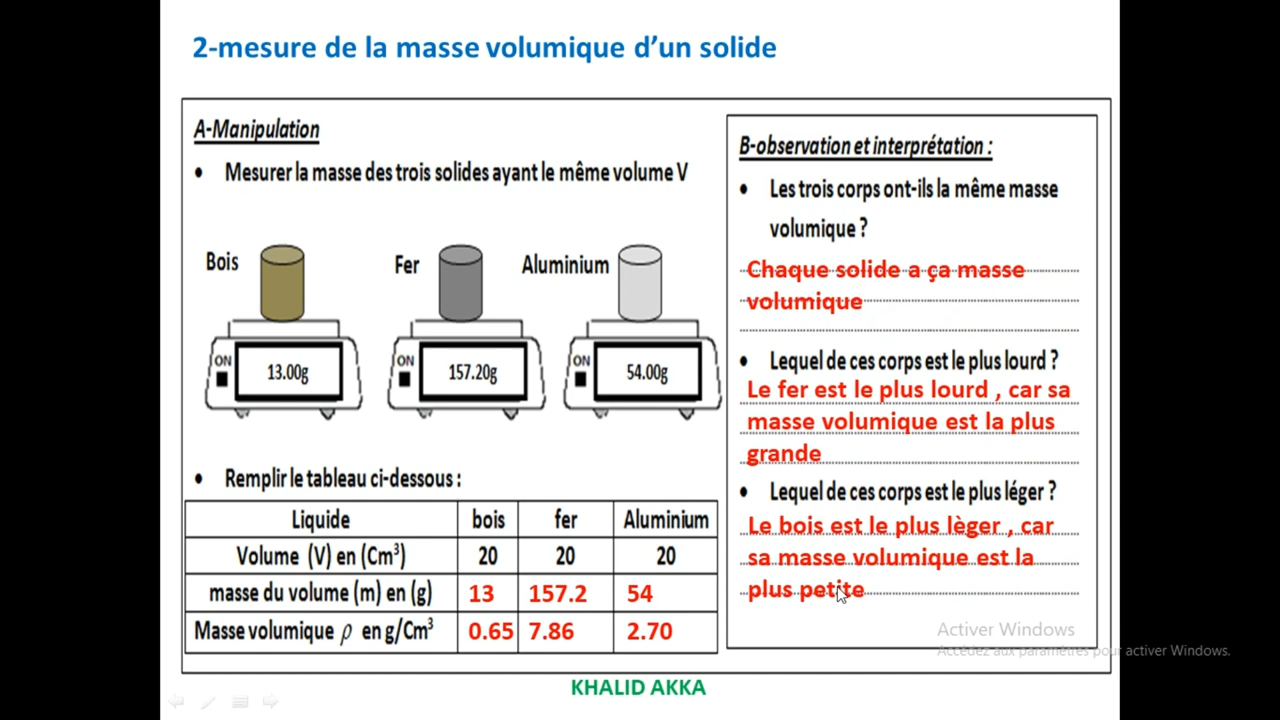 2-mesure de la masse volumique d’un solide
A-Manipulation
• Mesurer la masse des trois solides ayant le même volume V
Bois
Fer
Aluminium
ON
13.00g
ON
157.20g
ON
54.00g
• Remplir le tableau ci-dessous :
Liquide bois fer Aluminium
Volume (V) en (Cm³) 20 20 20
masse du volume (m) en (g) 13 157.2 54
Masse volumique ρ en g/Cm³ 0.65 7.86 2.70
B-observation et interprétation :
• Les trois corps ont-ils la même masse
volumique ?
Chaque solide a ça masse
volumique
• Lequel de ces corps est le plus lourd ?
Le fer est le plus lourd , car sa
masse volumique est la plus
grande
• Lequel de ces corps est le plus léger ?
Le bois est le plus lèger , car
sa masse volumique est la
plus petite
Activer Windows
Accédez aux paramètres pour activer Windows.
KHALID AKKA